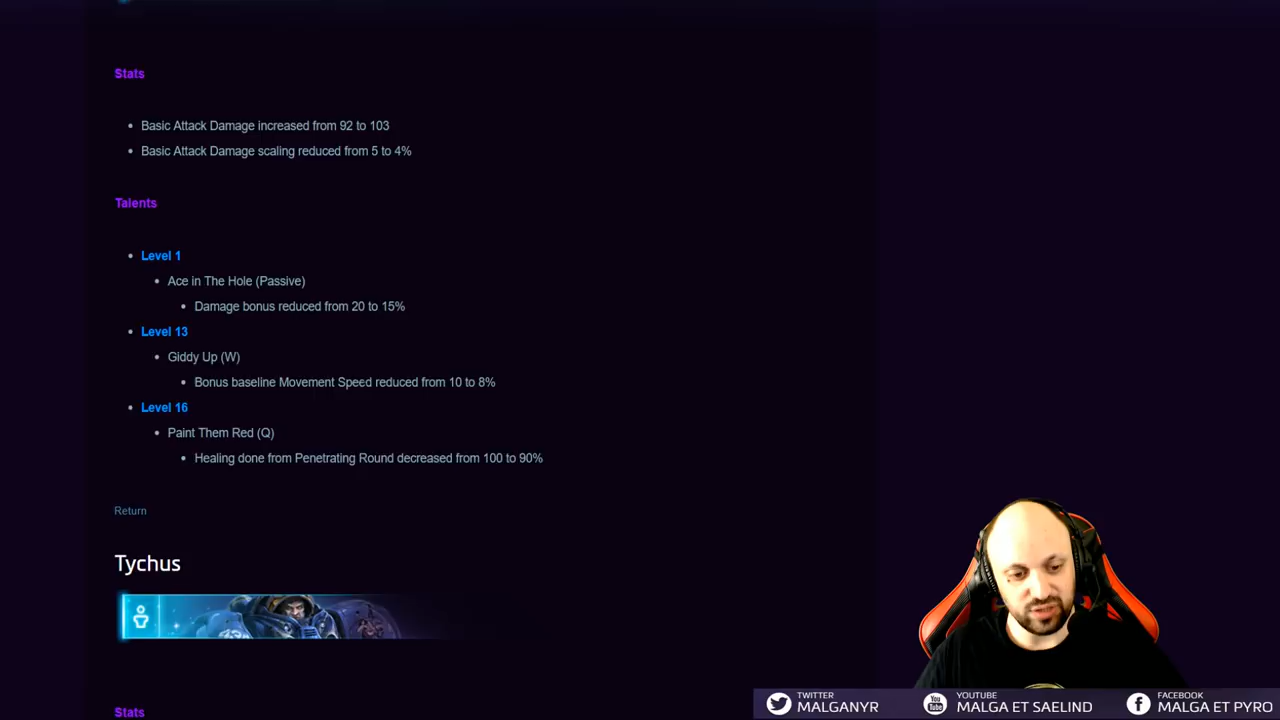 Stats
Basic Attack Damage increased from 92 to 103
Basic Attack Damage scaling reduced from 5 to 4%
Talents
Level 1
Ace in The Hole (Passive)
Damage bonus reduced from 20 to 15%
Level 13
Giddy Up (W)
Bonus baseline Movement Speed reduced from 10 to 8%
Level 16
Paint Them Red (Q)
Healing done from Penetrating Round decreased from 100 to 90%
Return
Tychus
Stats
TWITTER
MALGANYR
You Tube
YOUTUBE
MALGA ET SAELIND
f
FACEBOOK
MALGA ET PYRO